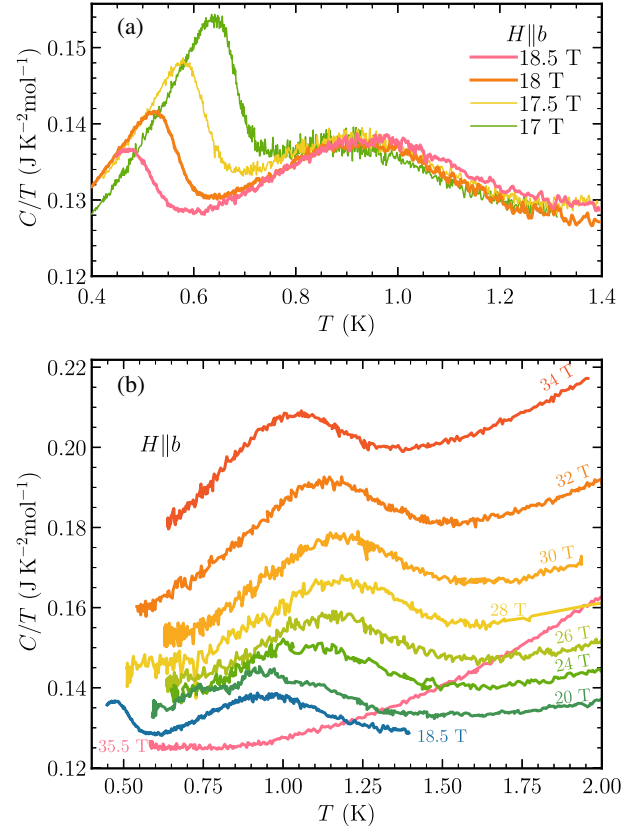 (a)
H∥b
18.5 T
18 T
17.5 T
17 T
0.15
0.14
0.13
0.12
C/T (J K−2mol−1)
0.4 0.6 0.8 1.0 1.2 1.4
T (K)
(b)
H∥b
34 T
32 T
30 T
28 T
26 T
24 T
20 T
18.5 T
35.5 T
0.22
0.20
0.18
0.16
0.14
0.12
C/T (J K−2mol−1)
0.50 0.75 1.00 1.25 1.50 1.75 2.00
T (K)